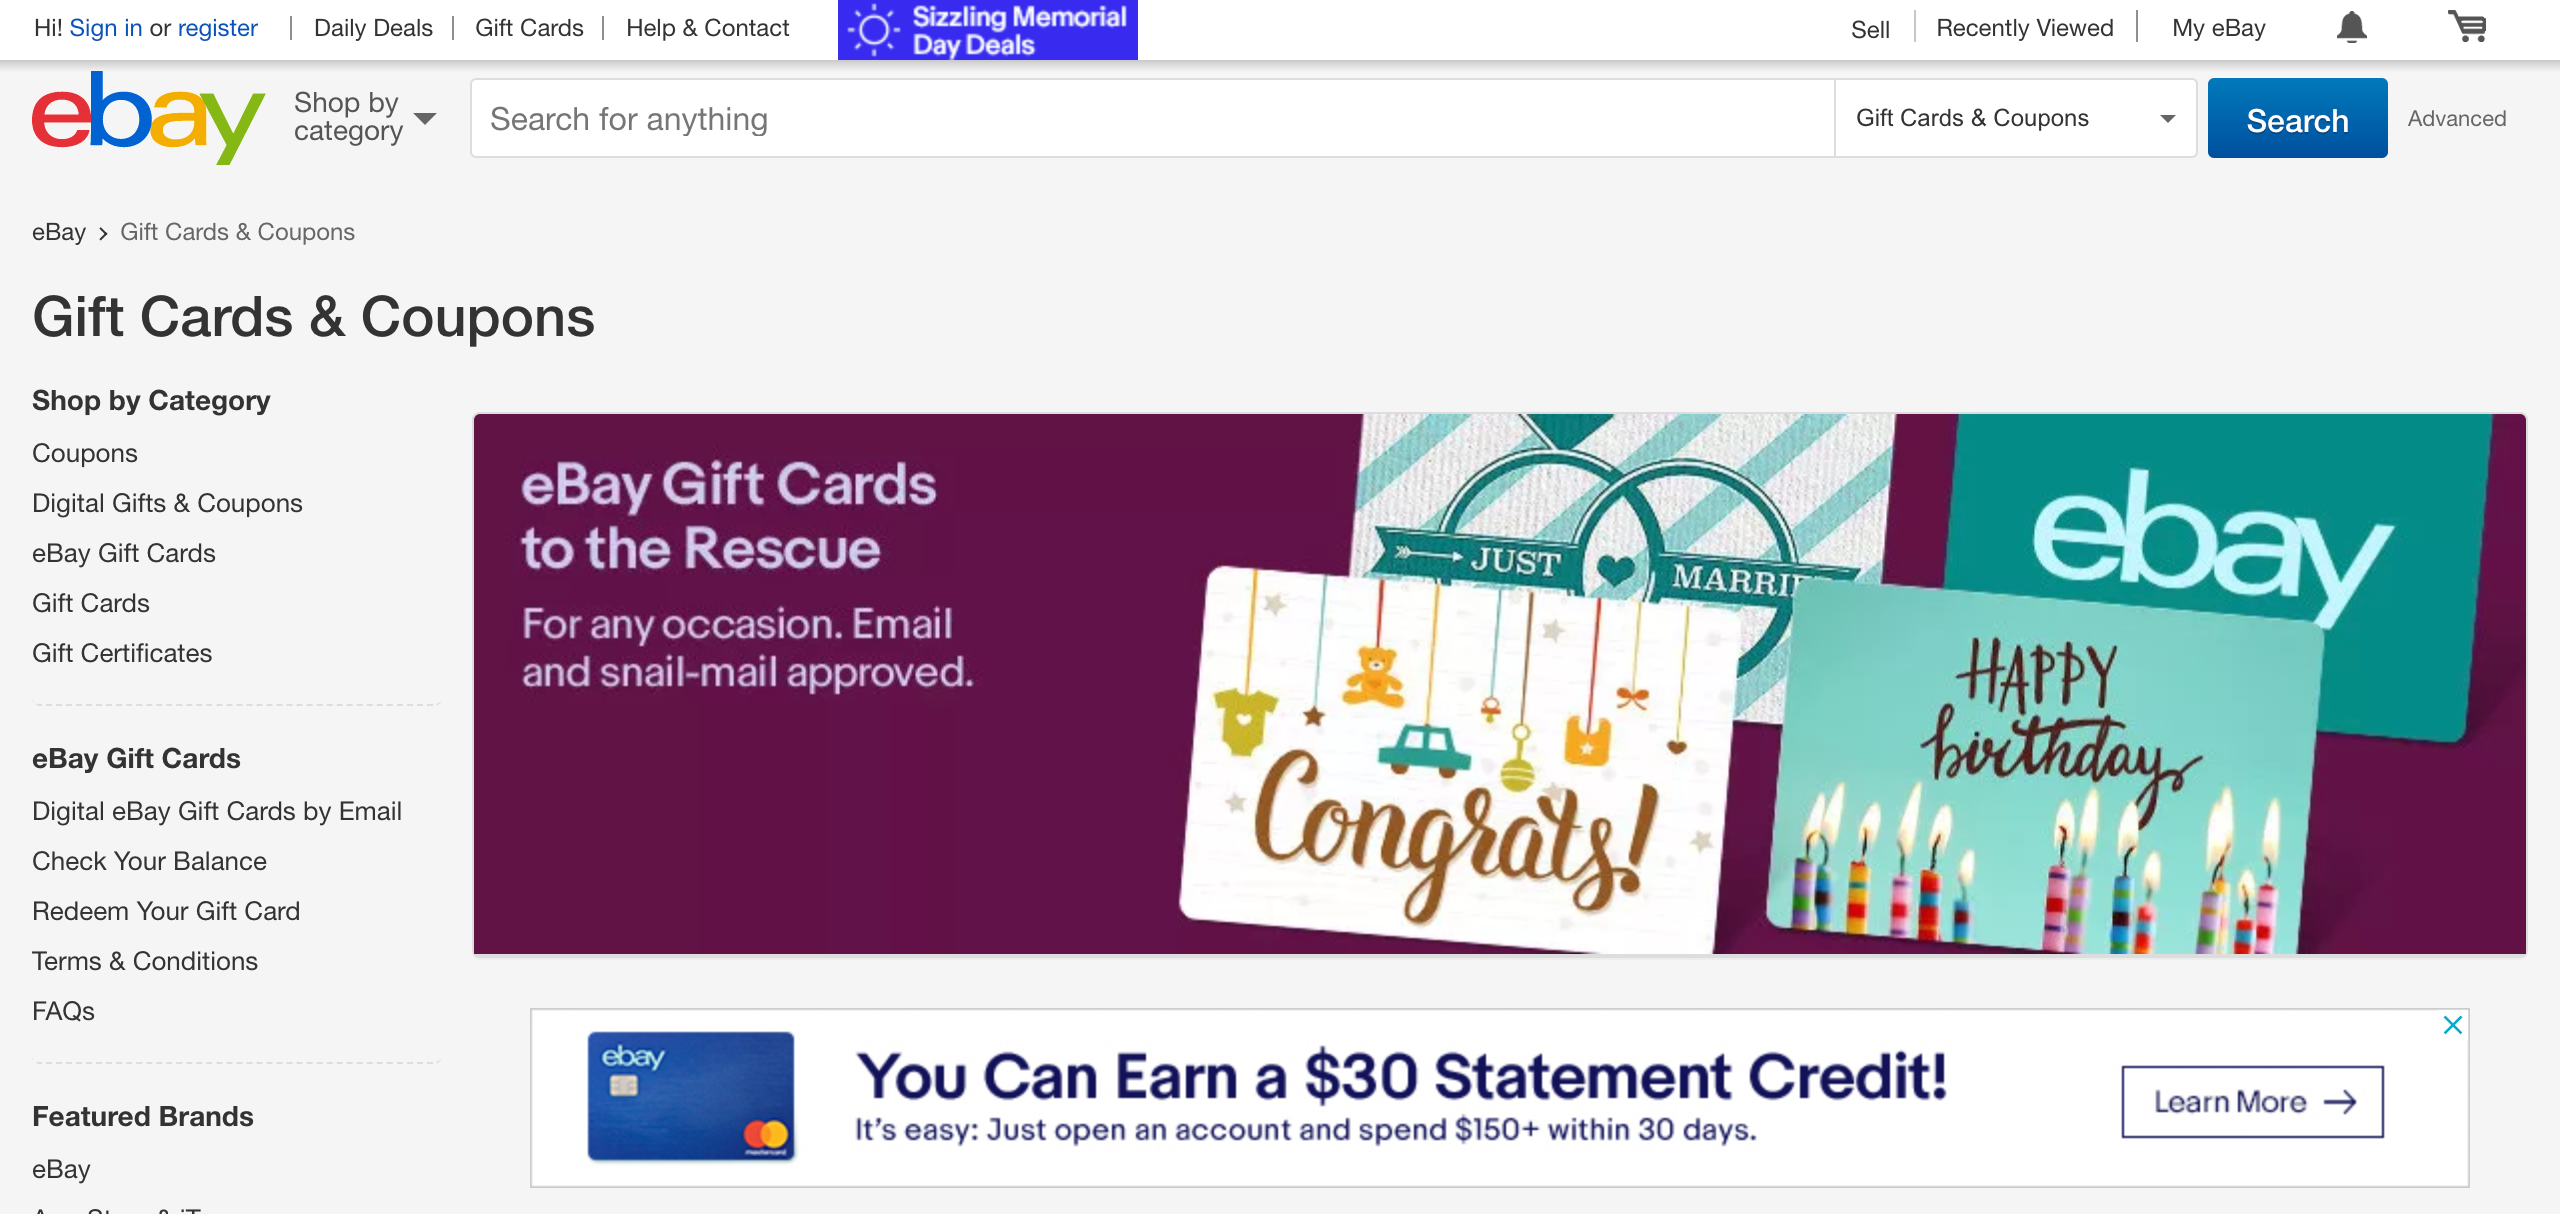 Hi! Sign in or register
Daily Deals
Gift Cards
Help & Contact
Sizzling Memorial
Day Deals
Sell
Recently Viewed
My eBay
ebay
Shop by
category
Search for anything
Gift Cards & Coupons
Search
Advanced
eBay > Gift Cards & Coupons
Gift Cards & Coupons
Shop by Category
Coupons
Digital Gifts & Coupons
eBay Gift Cards
Gift Cards
Gift Certificates
eBay Gift Cards
Digital eBay Gift Cards by Email
Check Your Balance
Redeem Your Gift Card
Terms & Conditions
FAQs
Featured Brands
eBay
eBay Gift Cards
to the Rescue
For any occasion. Email
and snail-mail approved.
JUST
MARRI
ebay
Congrats!
HAPPY
birthday
ebay
mastercard
You Can Earn a $30 Statement Credit!
It's easy: Just open an account and spend $150+ within 30 days.
Learn More →